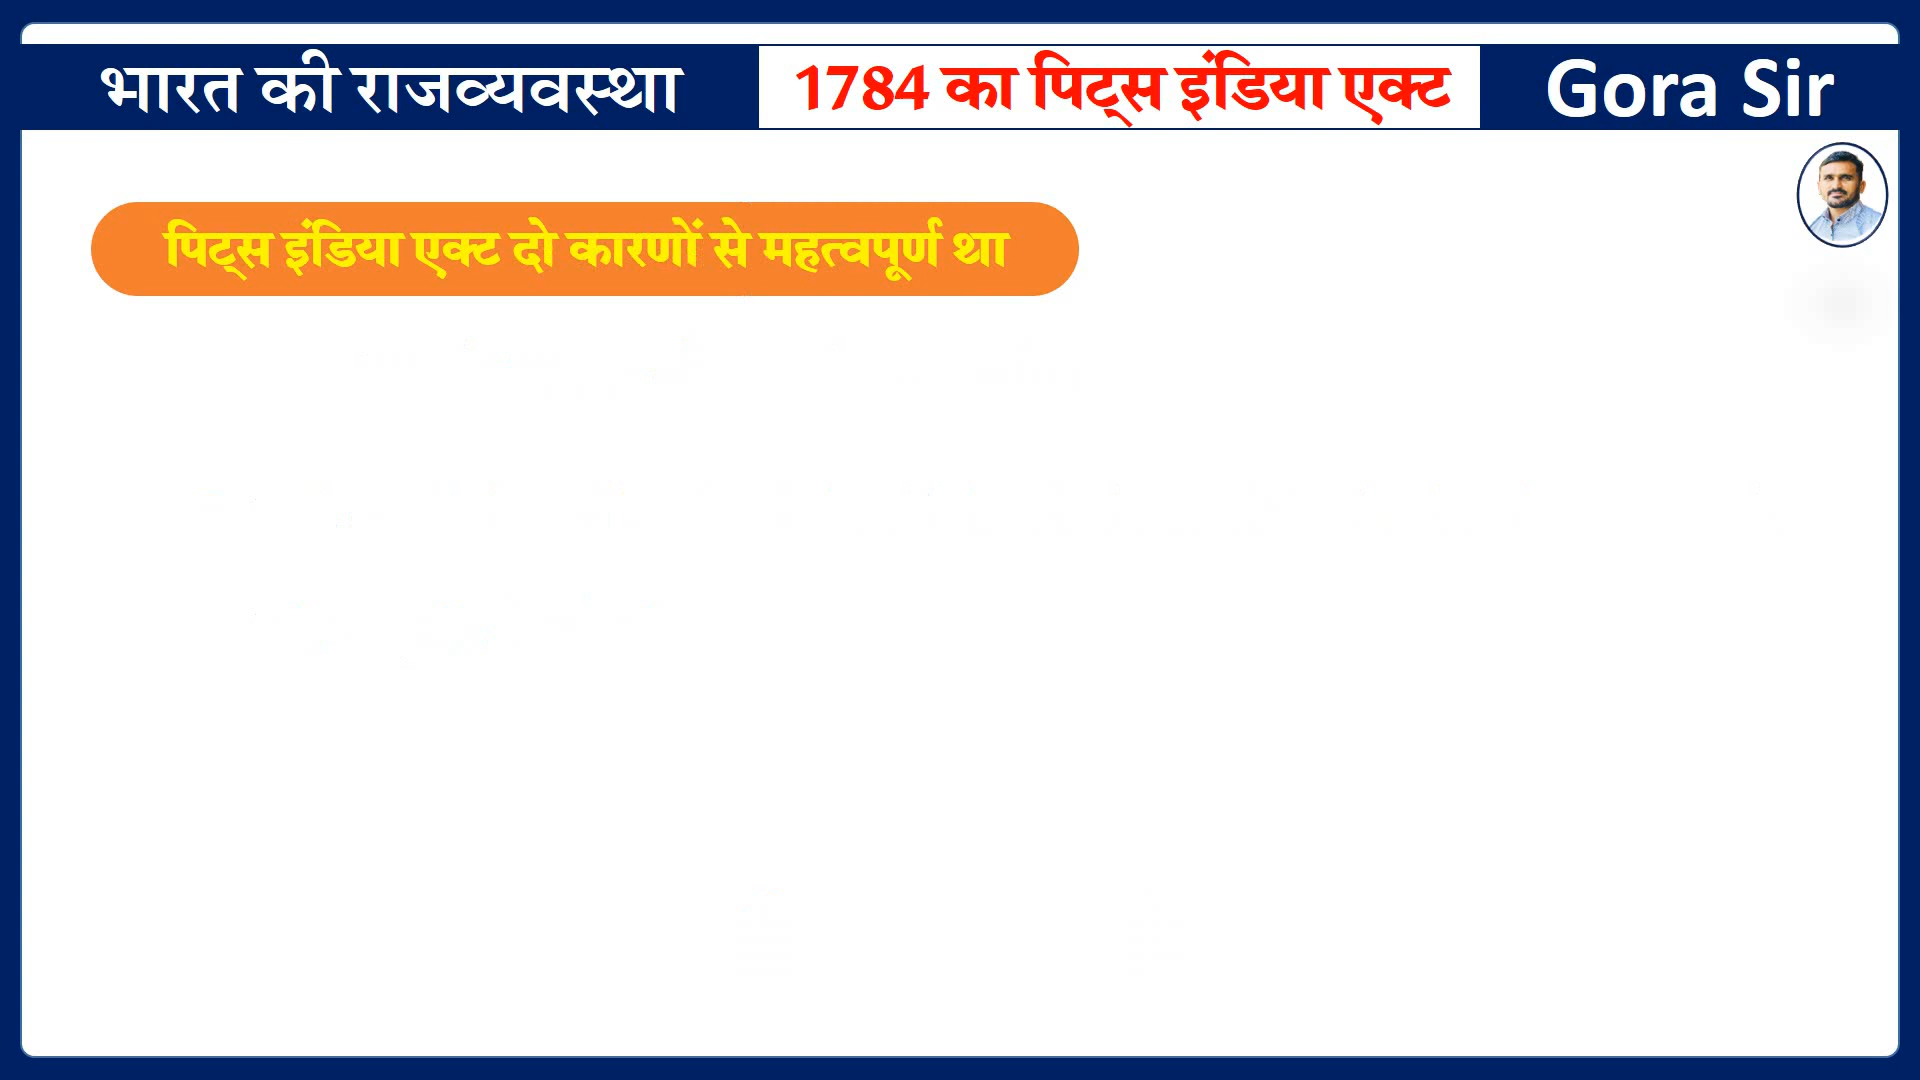 भारत की राजव्यवस्था
1784 का पिट्स इंडिया एक्ट
Gora Sir
पिट्स इंडिया एक्ट दो कारणों से महत्वपूर्ण था